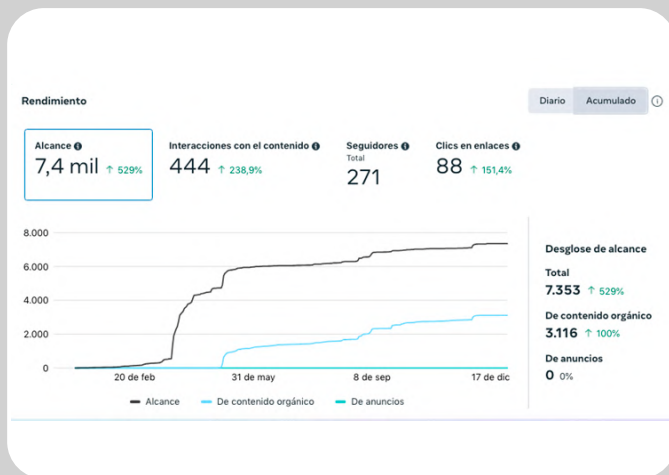 Rendimiento
Diario Acumulado
Alcance
7,4 mil ↑ 529%
Interacciones con el contenido
444 ↑ 238,9%
Seguidores
Total
271
Clics en enlaces
88 ↑ 151,4%
8.000
6.000
4.000
2.000
0
20 de feb 31 de may 8 de sep 17 de dic
Alcance De contenido orgánico De anuncios
Desglose de alcance
Total
7.353 ↑ 529%
De contenido orgánico
3.116 ↑ 100%
De anuncios
0 0%